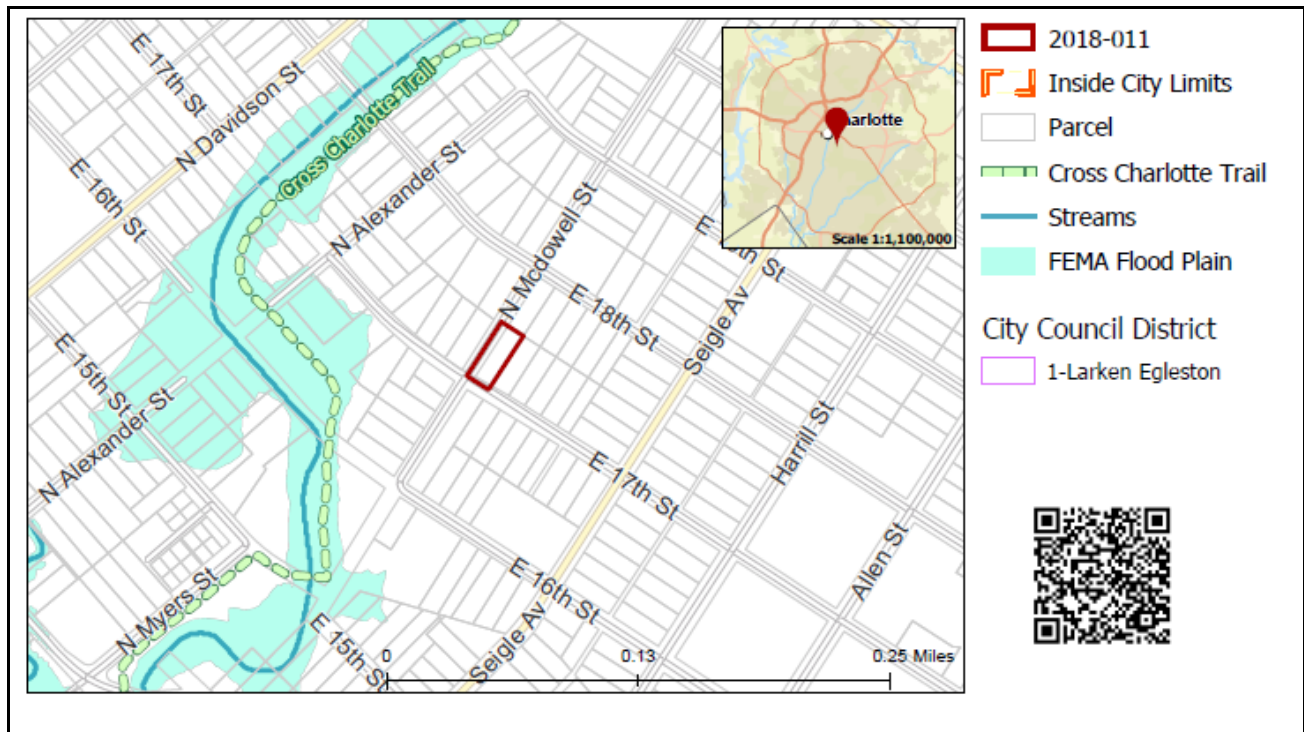 E 17th St
N Davidson St
Cross Charlotte Trail
E 16th St
N Alexander St
N Mcdowell St
harlotte
Scale 1:1,100,000
th St
E 18th St
Seigle Av
E 15th St
N Alexander St
Harrill St
E 17th St
Allen St
E 16th St
N Myers St
E 15th St
Seigle Av
0
0.13
0.25 Miles
2018-011
Inside City Limits
Parcel
Cross Charlotte Trail
Streams
FEMA Flood Plain
City Council District
1-Larken Egleston